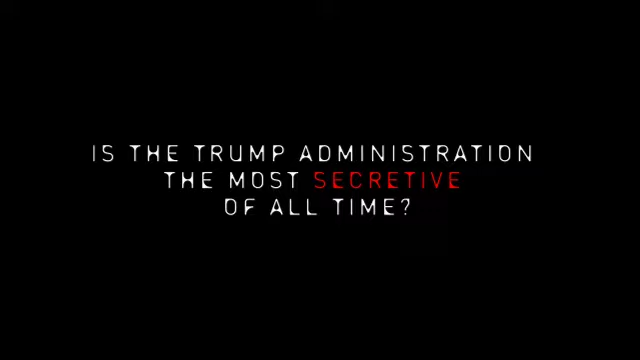 IS THE TRUMP ADMINISTRATION
THE MOST SECRETIVE
OF ALL TIME?